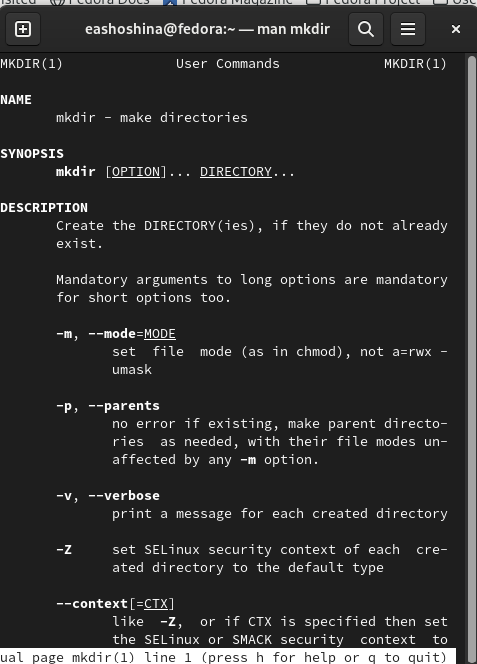 Fedora Docs Fedora Magazine Fedora Project
eashoshina@fedora:~ — man mkdir
MKDIR(1) User Commands MKDIR(1)
NAME
mkdir - make directories
SYNOPSIS
mkdir [OPTION]... DIRECTORY...
DESCRIPTION
Create the DIRECTORY(ies), if they do not already
exist.
Mandatory arguments to long options are mandatory
for short options too.
-m, --mode=MODE
set file mode (as in chmod), not a=rwx -
umask
-p, --parents
no error if existing, make parent directo-
ries as needed, with their file modes un-
affected by any -m option.
-v, --verbose
print a message for each created directory
-Z set SELinux security context of each cre-
ated directory to the default type
--context[=CTX]
like -Z, or if CTX is specified then set
the SELinux or SMACK security context to
ual page mkdir(1) line 1 (press h for help or q to quit)